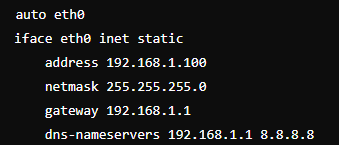 auto eth0
iface eth0 inet static
address 192.168.1.100
netmask 255.255.255.0
gateway 192.168.1.1
dns-nameservers 192.168.1.1 8.8.8.8